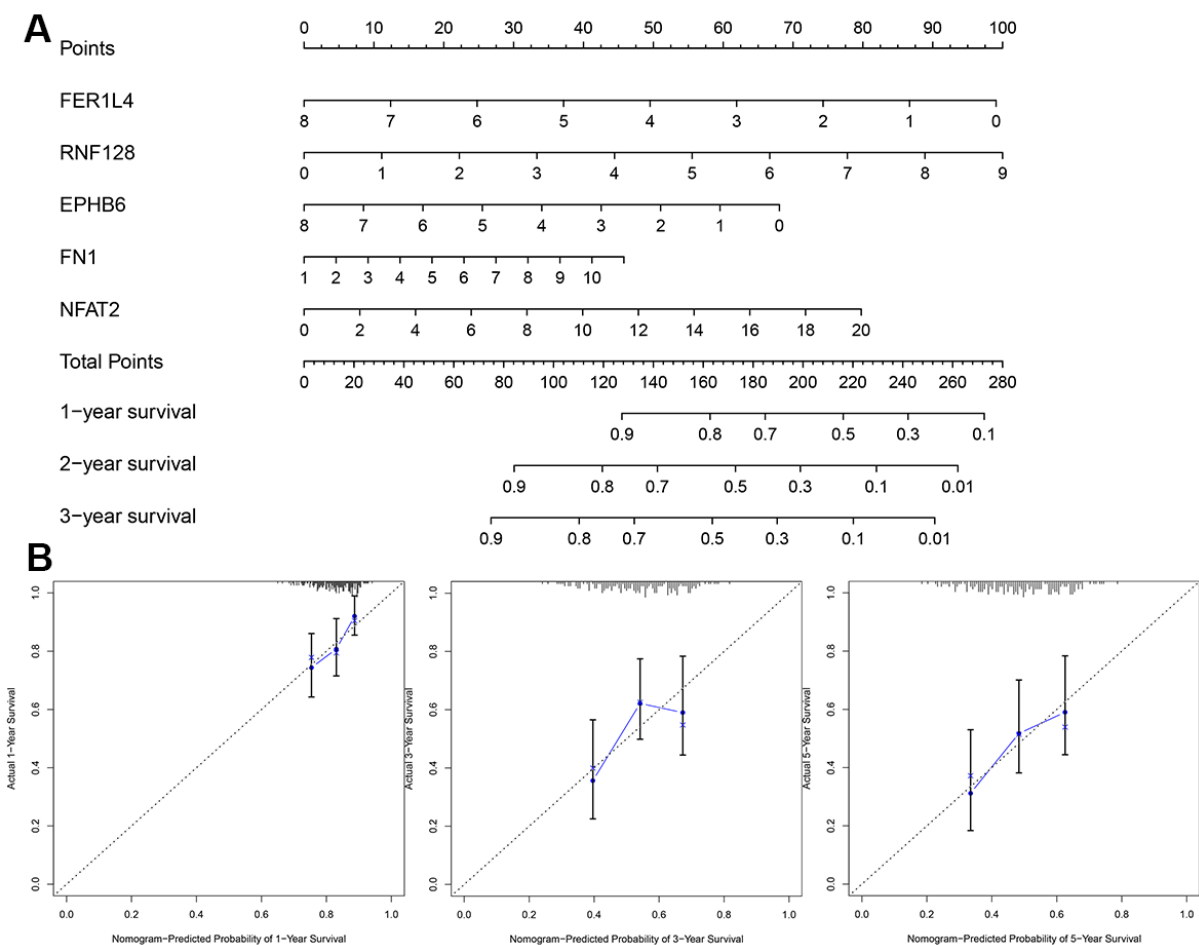 A
0 10 20 30 40 50 60 70 80 90 100
Points
FER1L4
8 7 6 5 4 3 2 1 0
RNF128
0 1 2 3 4 5 6 7 8 9
EPHB6
8 7 6 5 4 3 2 1 0
FN1
1 2 3 4 5 6 7 8 9 10
NFAT2
0 2 4 6 8 10 12 14 16 18 20
Total Points
0 20 40 60 80 100 120 140 160 180 200 220 240 260 280
1−year survival
0.9 0.8 0.7 0.5 0.3 0.1
2−year survival
0.9 0.8 0.7 0.5 0.3 0.1 0.01
3−year survival
0.9 0.8 0.7 0.5 0.3 0.1 0.01
B
Actual 1−Year Survival
0.0 0.2 0.4 0.6 0.8 1.0
0.0 0.2 0.4 0.6 0.8 1.0
Nomogram−Predicted Probability of 1−Year Survival
Actual 3−Year Survival
0.0 0.2 0.4 0.6 0.8 1.0
0.0 0.2 0.4 0.6 0.8 1.0
Nomogram−Predicted Probability of 3−Year Survival
Actual 5−Year Survival
0.0 0.2 0.4 0.6 0.8 1.0
0.0 0.2 0.4 0.6 0.8 1.0
Nomogram−Predicted Probability of 5−Year Survival